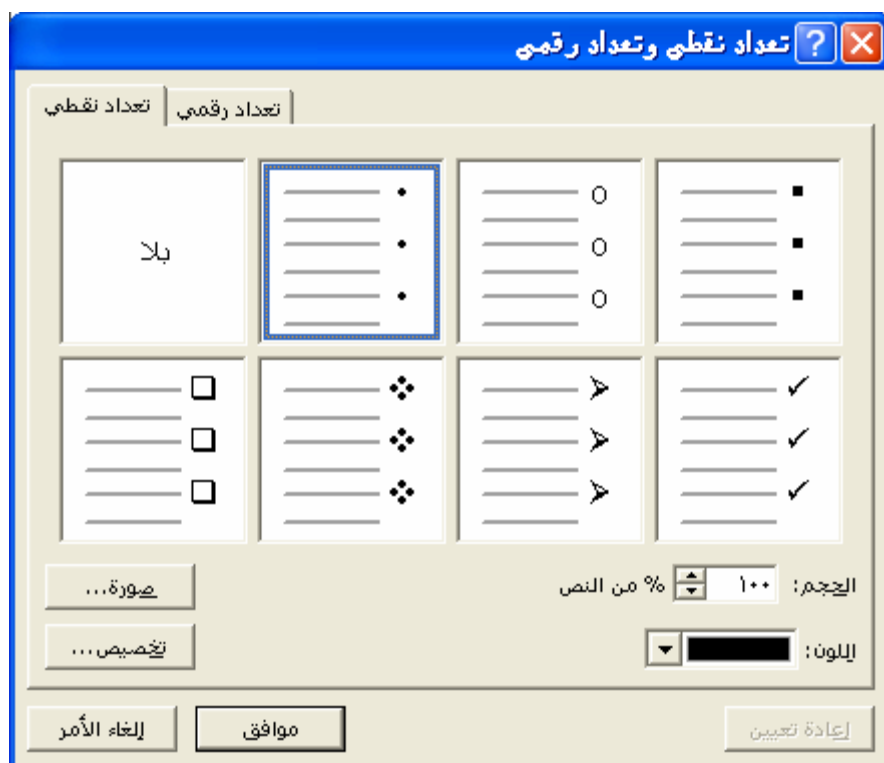 تعداد نقطي وتعداد رقمي
تعداد نقطي
تعداد رقمي
بلا
الحجم: ١٠٠ % من النص
صورة...
اللون:
تخصيص...
إعادة تعيين
موافق
إلغاء الأمر